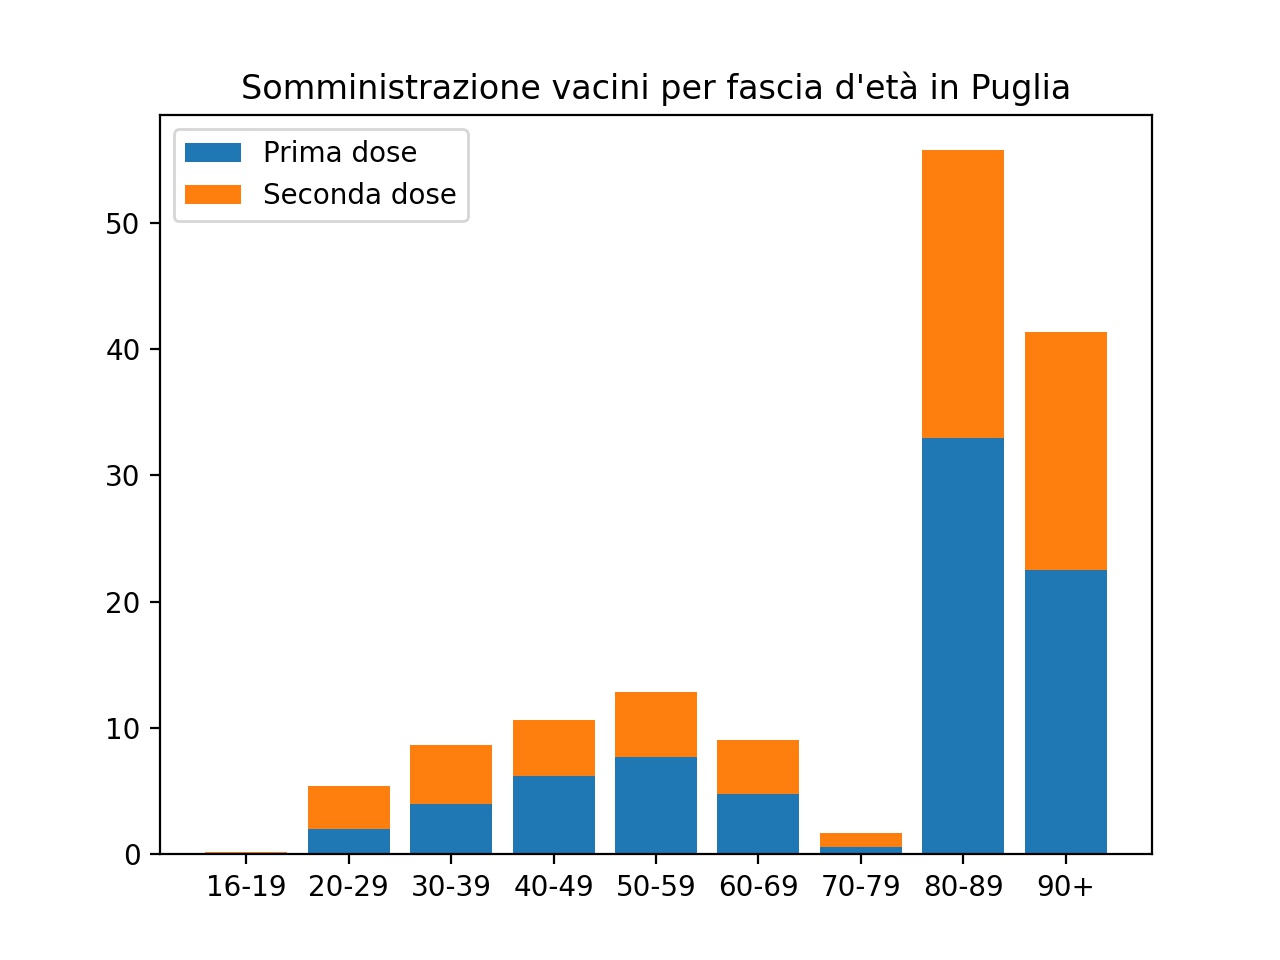 Somministrazione vacini per fascia d'età in Puglia
Prima dose
Seconda dose
50
40
30
20
10
0
16-19 20-29 30-39 40-49 50-59 60-69 70-79 80-89 90+